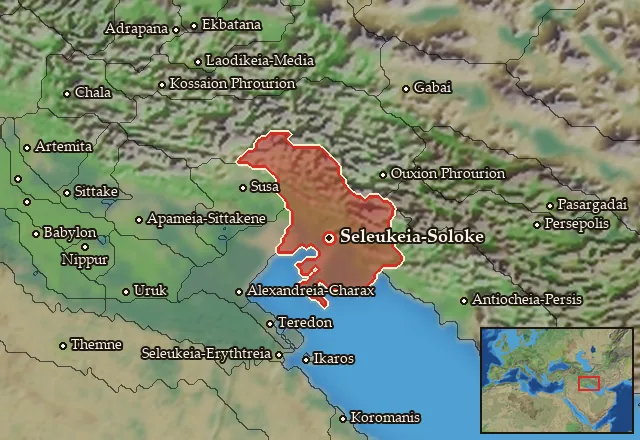 Adrapana
Ekbatana
Laodikeia-Media
Kossaion Phrourion
Chala
Gabai
Artemita
Ouxion Phrourion
Susa
Sittake
Pasargadai
Apameia-Sittakene
Persepolis
Babylon
Seleukeia-Soloke
Nippur
Uruk
Alexandreia-Charax
Antiocheia-Persis
Teredon
Themne
Seleukeia-Erythtreia
Ikaros
Koromanis